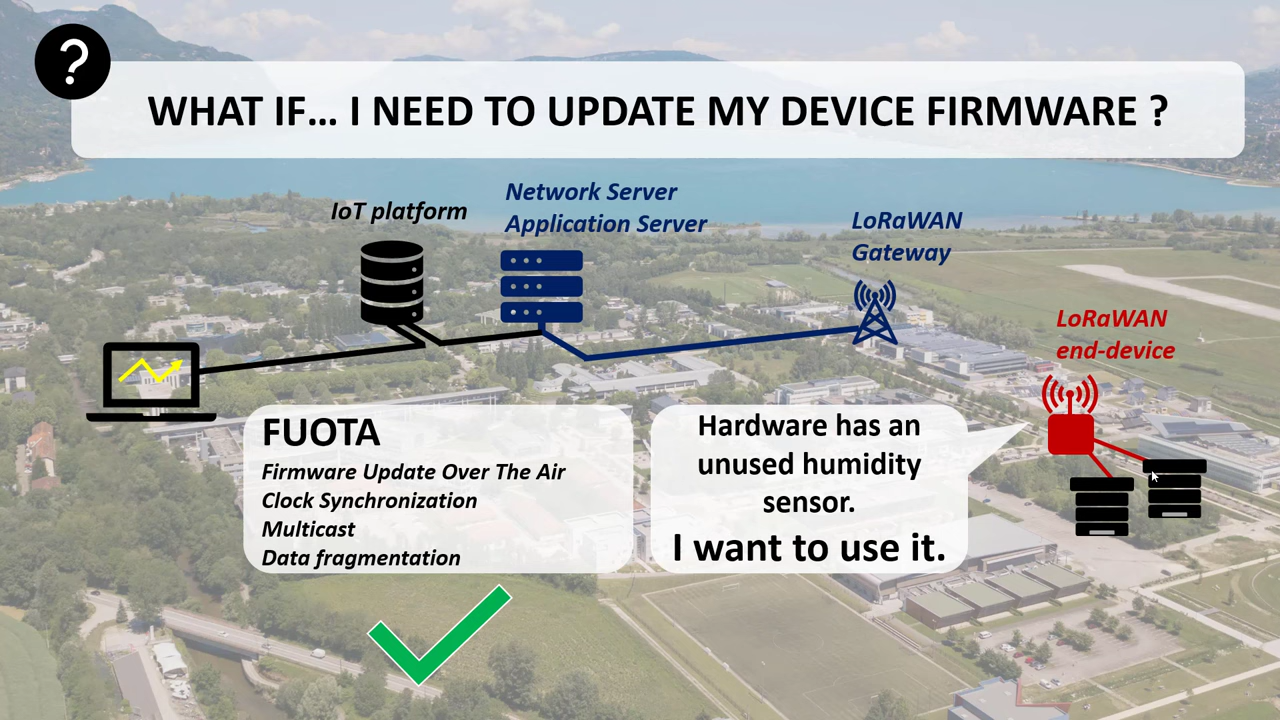 ?
WHAT IF... I NEED TO UPDATE MY DEVICE FIRMWARE ?
IoT platform
Network Server
Application Server
LoRaWAN
Gateway
LoRaWAN
end-device
FUOTA
Firmware Update Over The Air
Clock Synchronization
Multicast
Data fragmentation
Hardware has an
unused humidity
sensor.
I want to use it.